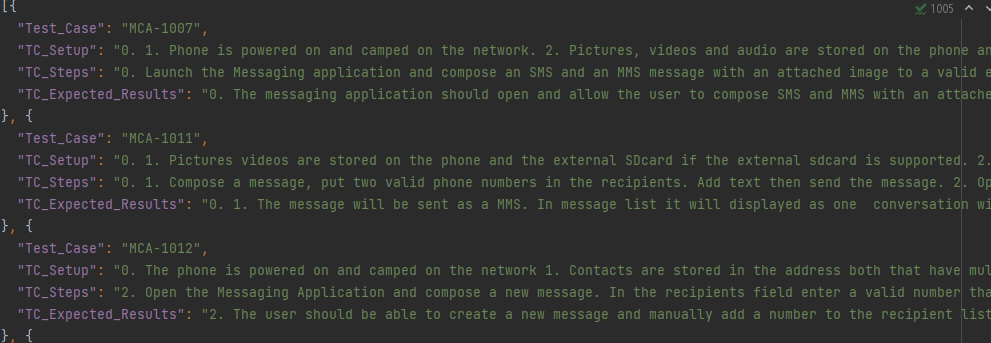 [{
1005
"Test_Case": "MCA-1007",
"TC_Setup": "0. 1. Phone is powered on and camped on the network. 2. Pictures, videos and audio are stored on the phone an
"TC_Steps": "0. Launch the Messaging application and compose an SMS and an MMS message with an attached image to a valid e
"TC_Expected_Results": "0. The messaging application should open and allow the user to compose SMS and MMS with an attache
}, {
"Test_Case": "MCA-1011",
"TC_Setup": "0. 1. Pictures videos are stored on the phone and the external SDcard if the external sdcard is supported. 2.
"TC_Steps": "0. 1. Compose a message, put two valid phone numbers in the recipients. Add text then send the message. 2. Op
"TC_Expected_Results": "0. 1. The message will be sent as a MMS. In message list it will displayed as one  conversation wi
}, {
"Test_Case": "MCA-1012",
"TC_Setup": "0. The phone is powered on and camped on the network 1. Contacts are stored in the address both that have mul
"TC_Steps": "2. Open the Messaging Application and compose a new message. In the recipients field enter a valid number tha
"TC_Expected_Results": "2. The user should be able to create a new message and manually add a number to the recipient list
}, {